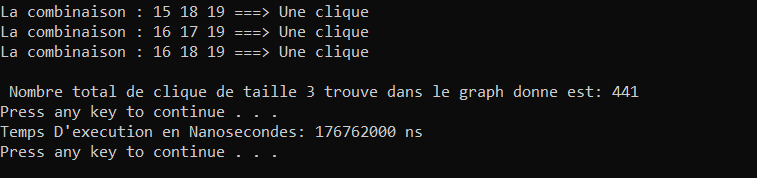 La combinaison : 15 18 19 ===> Une clique
La combinaison : 16 17 19 ===> Une clique
La combinaison : 16 18 19 ===> Une clique
Nombre total de clique de taille 3 trouve dans le graph donne est: 441
Press any key to continue . . .
Temps D'execution en Nanosecondes: 176762000 ns
Press any key to continue . . .